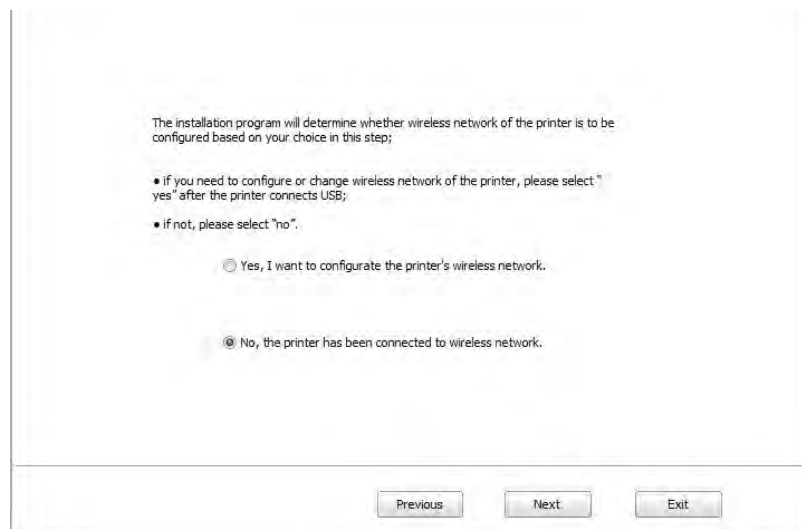 The installation program will determine whether wireless network of the printer is to be
configured based on your choice in this step;
• if you need to configure or change wireless network of the printer, please select "
yes" after the printer connects USB;
• if not, please select "no".
Yes, I want to configurate the printer's wireless network.
No, the printer has been connected to wireless network.
Previous Next Exit